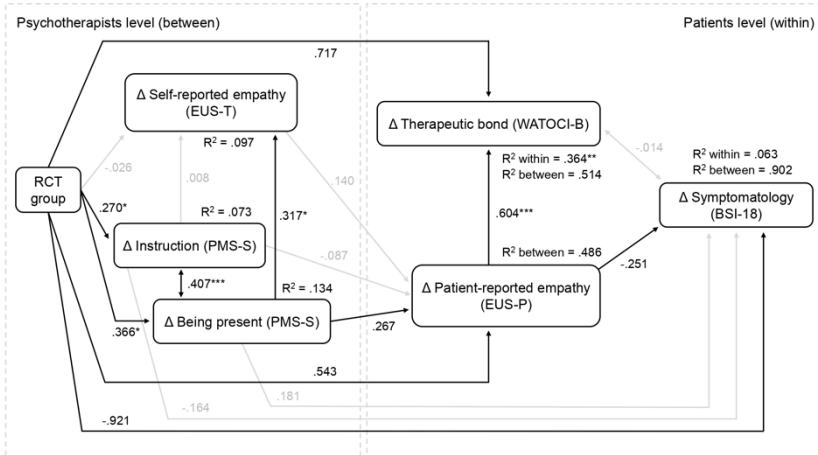 Psychotherapists level (between)
Patients level (within)
.717
Δ Self-reported empathy
(EUS-T)
Δ Therapeutic bond (WATOCI-B)
R² = .097
-.014
R² within = .364**
R² between = .514
R² within = .063
R² between = .902
-.026
.008
.140
RCT
group
.317*
Δ Symptomatology
(BSI-18)
.270*
R² = .073
.604***
Δ Instruction (PMS-S)
-.087
R² between = .486
-.251
.407***
R² = .134
Δ Patient-reported empathy
(EUS-P)
.366*
Δ Being present (PMS-S)
.267
.543
.181
-.164
-.921